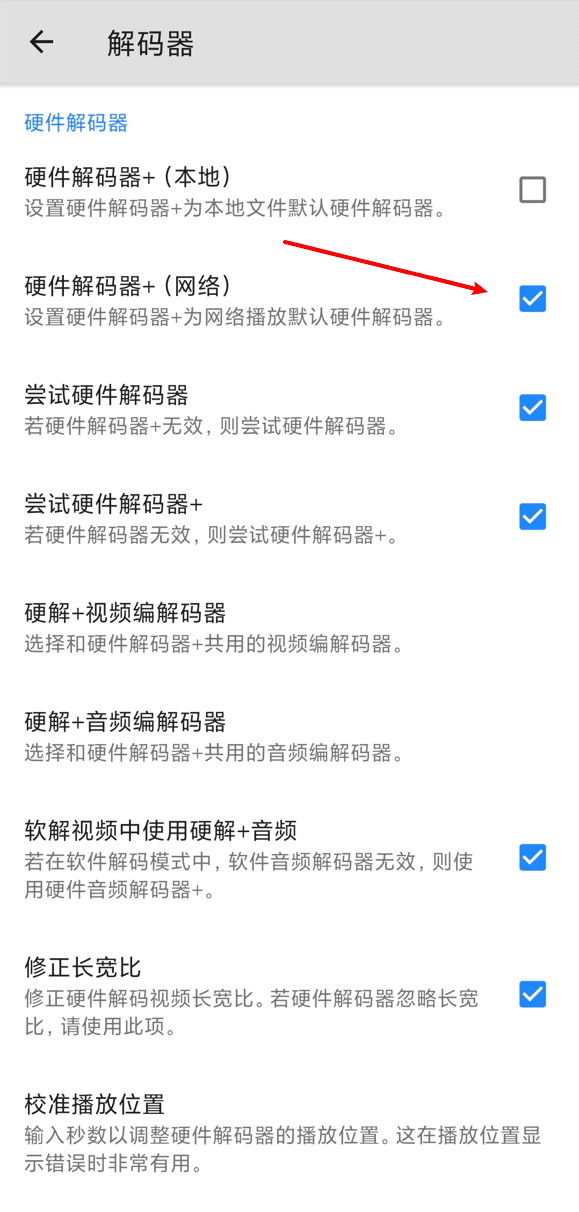 解码器
硬件解码器
硬件解码器+（本地）
设置硬件解码器+为本地文件默认硬件解码器。
硬件解码器+（网络）
设置硬件解码器+为网络播放默认硬件解码器。
尝试硬件解码器
若硬件解码器+无效，则尝试硬件解码器。
尝试硬件解码器+
若硬件解码器无效，则尝试硬件解码器+。
硬解+视频编解码器
选择和硬件解码器+共用的视频编解码器。
硬解+音频编解码器
选择和硬件解码器+共用的音频编解码器。
软解视频中使用硬解+音频
若在软件解码模式中，软件音频解码器无效，则使
用硬件音频解码器+。
修正长宽比
修正硬件解码视频长宽比。若硬件解码器忽略长宽
比，请使用此项。
校准播放位置
输入秒数以调整硬件解码器的播放位置。这在播放位置显
示错误时非常有用。